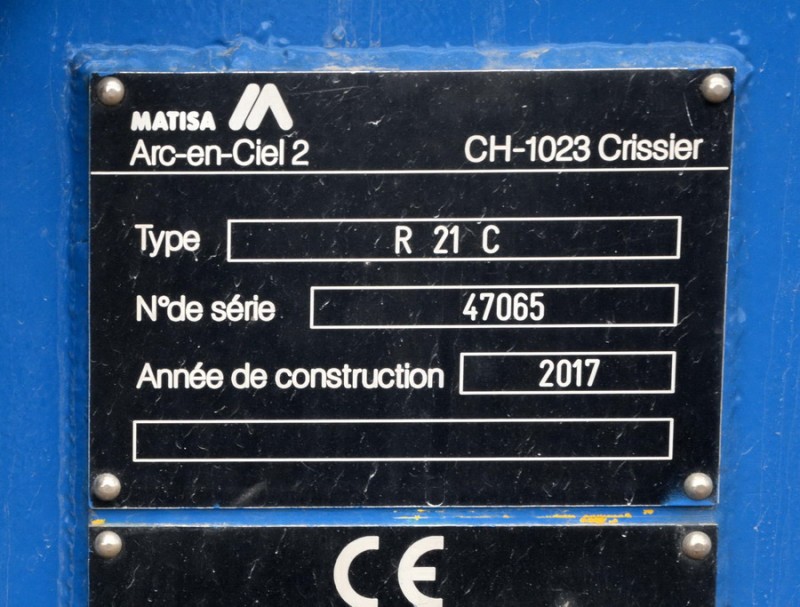 MATISA
Arc-en-Ciel 2 CH-1023 Crissier
Type R 21 C
N° de série 47065
Année de construction 2017
CE